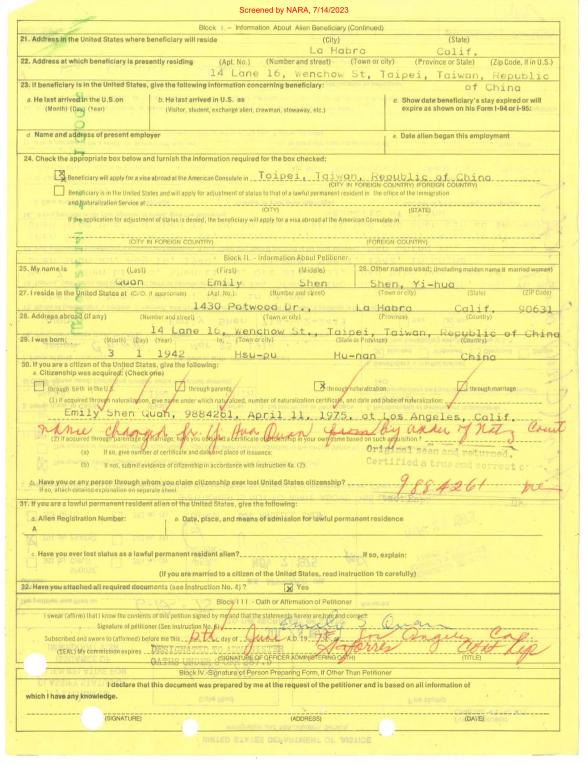 Screened by NARA, 7/14/2023
Block I. - Information About Alien Beneficiary (Continued)
21. Address in the United States where beneficiary will reside (City) (State)
La Habra Calif,
22. Address at which beneficiary is presently residing (Apt. No.) (Number and street) (Town or city) (Province or State) (Zip Code, if in U.S.)
14 Lane 16, Wenchow St, Taipei, Taiwan, Republic
of China
23. If beneficiary is in the United States, give the following information concerning beneficiary:
a. He last arrived in the U.S. on (Month) (Day) (Year)
b. He last arrived in U.S. as (Visitor, student, exchange alien, crewman, stowaway, etc.)
c. Show date beneficiary's stay expired or will expire as shown on his Form I-94 or I-95:
d. Name and address of present employer
e. Date alien began this employment
24. Check the appropriate box below and furnish the information required for the box checked:
X Beneficiary will apply for a visa abroad at the American Consulate in Taipei, Taiwan, Republic of China
(CITY IN FOREIGN COUNTRY) (FOREIGN COUNTRY)
Beneficiary is in the United States and will apply for adjustment of status to that of a lawful permanent resident in the office of the Immigration
and Naturalization Service at
(CITY) (STATE)
If the application for adjustment of status is denied, the beneficiary will apply for a visa abroad at the American Consulate in
(CITY IN FOREIGN COUNTRY) (FOREIGN COUNTRY)
Block II. - Information About Petitioner
25. My name is (Last) (First) (Middle) 26. Other names used; (including maiden name if married woman)
Quan Emily Shen Shen, Yi-hua
27. I reside in the United States at (C/O, if appropriate) (Apt. No.) (Number and street) (Town or city) (State) (ZIP Code)
1430 Patwood Dr., La Habra Calif, 90631
28. Address abroad (if any) (Number and street) (Town or city) (Province) (Country)
14 Lane 16, Wenchow St., Taipei, Taiwan, Republic of China
29. I was born: (Month) (Day) (Year) In, (Town or city) (State or Province) (Country)
3 1 1942 Hsu-pu Hu-nan China
30. If you are a citizen of the United States, give the following:
a. Citizenship was acquired: (Check one)
through birth in the U.S. through parents X through naturalization through marriage
(1) If acquired through naturalization, give name under which naturalized, number of naturalization certificate, and date and place of naturalization:
Emily Shen Quan, 9884261, April 11, 1975, at Los Angeles, Calif,
name changed fr. Yi Hua Quan by order of Natz Court
(2) If acquired through parentage or marriage, have you obtained a certificate of citizenship in your own name based on such acquisition?
(a) If so, give number of certificate and date and place of issuance:
Original seen and returned.
(b) If not, submit evidence of citizenship in accordance with Instruction 4a. (2).
Certified a true and correct c
b. Have you or any person through whom you claim citizenship ever lost United States citizenship?
If so, attach detailed explanation on separate sheet.
9884261
31. If you are a lawful permanent resident alien of the United States, give the following:
a. Alien Registration Number: b. Date, place, and means of admission for lawful permanent residence
A
c. Have you ever lost status as a lawful permanent resident alien? If so, explain:
(If you are married to a citizen of the United States, read instruction 1b carefully)
32. Have you attached all required documents (see Instruction No. 4)? X Yes
Block III - Oath or Affirmation of Petitioner
I swear (affirm) that I know the contents of this petition signed by me and that the statements herein are true and correct:
Signature of petitioner (See Instruction No. 5) Emily S. Quan
Subscribed and sworn to (affirmed) before me this day of June A.D. 19 at Los Angeles, Cal.
(SEAL) My commission expires DESIGNATED TO ADMINISTER
OATHS UNDER
(SIGNATURE OF OFFICER ADMINISTERING OATH) (TITLE)
Block IV.-Signature of Person Preparing Form, If Other Than Petitioner
I declare that this document was prepared by me at the request of the petitioner and is based on all information of
which I have any knowledge.
(SIGNATURE) (ADDRESS) (DATE)